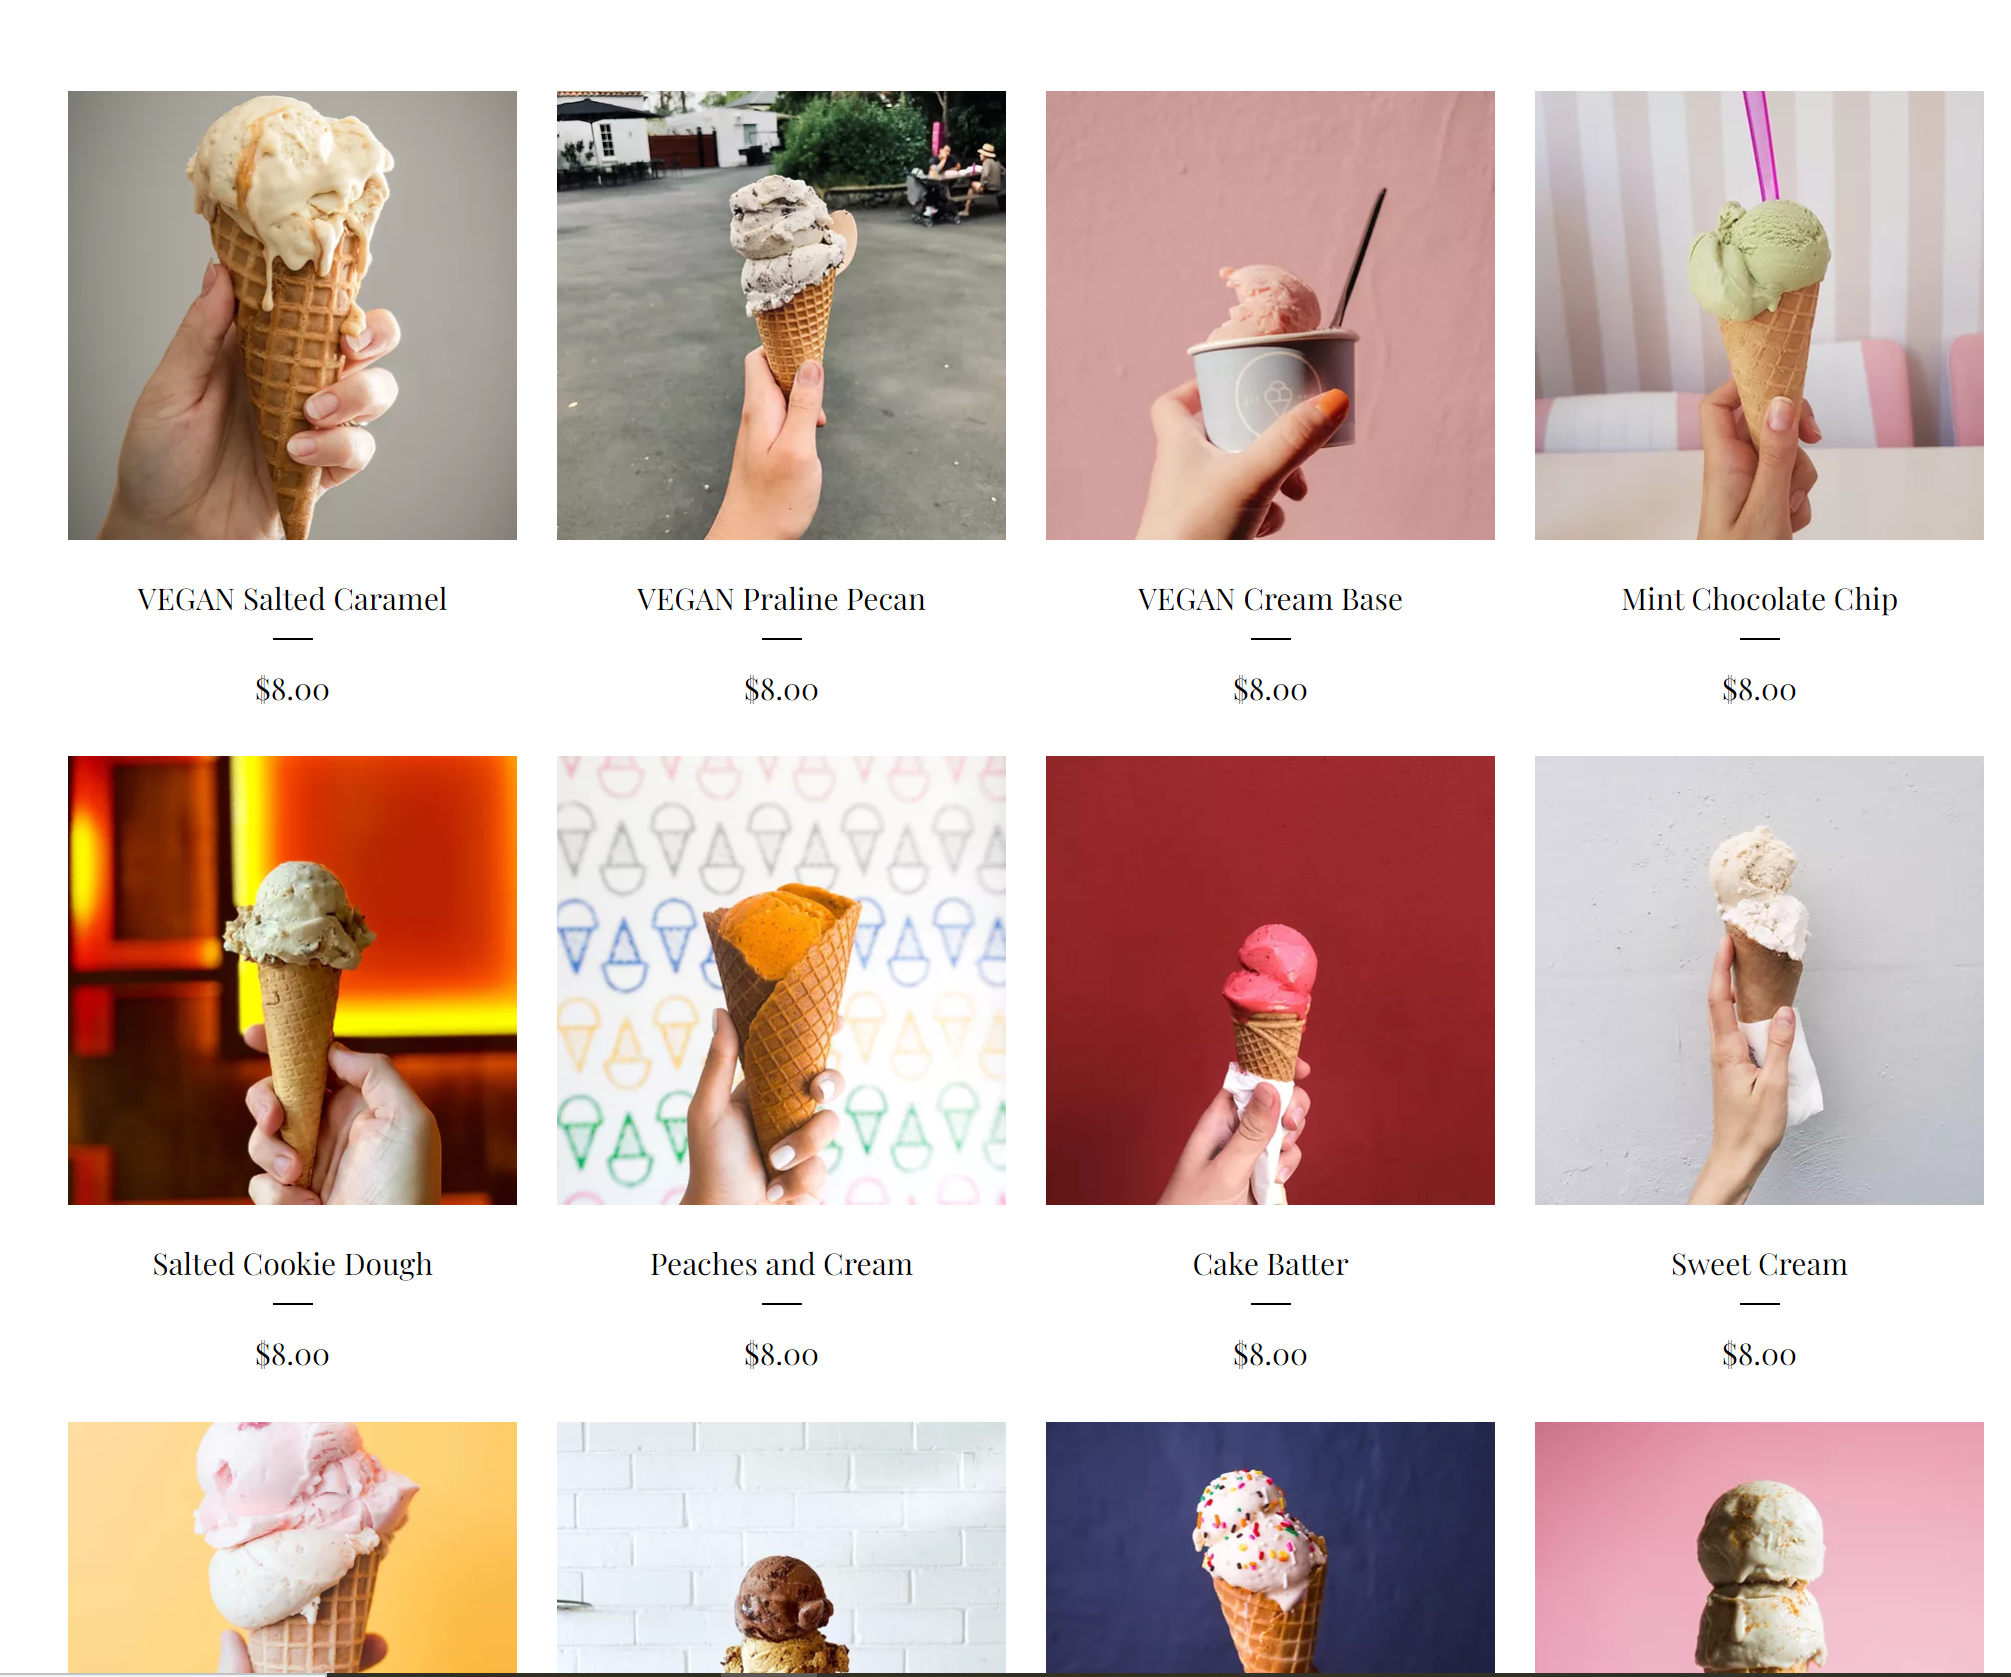 VEGAN Salted Caramel
VEGAN Praline Pecan
VEGAN Cream Base
Mint Chocolate Chip
$8.00
$8.00
$8.00
$8.00
Salted Cookie Dough
Peaches and Cream
Cake Batter
Sweet Cream
$8.00
$8.00
$8.00
$8.00